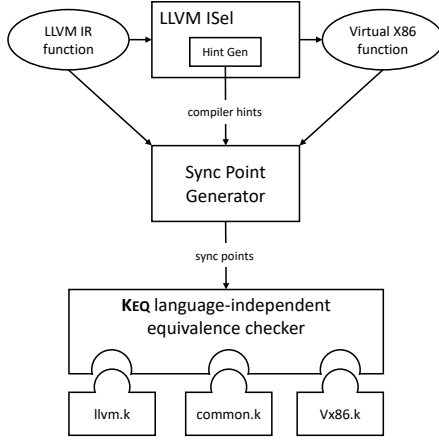 LLVM IR
function
LLVM ISel
Hint Gen
Virtual X86
function
compiler hints
Sync Point
Generator
sync points
KEQ language-independent
equivalence checker
llvm.k
common.k
Vx86.k